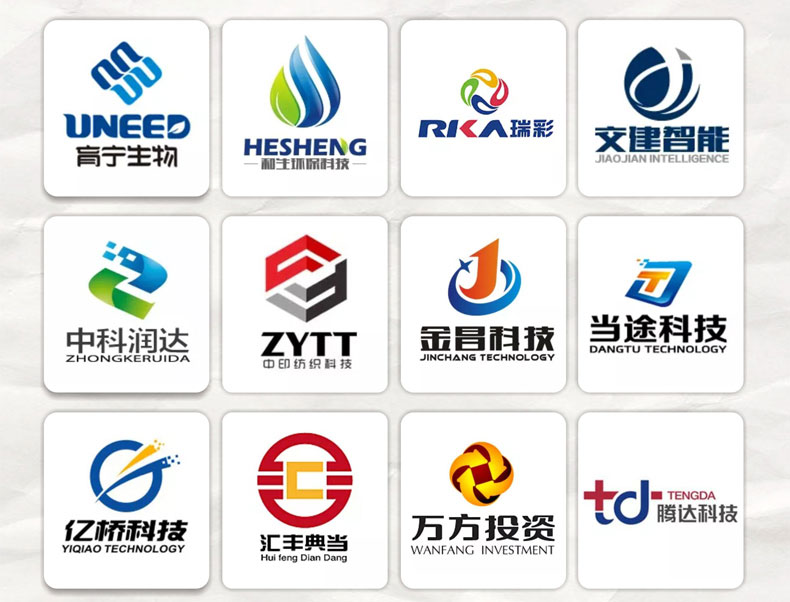 UNEED
育宁生物
HESHENG
和生环保科技
RKA瑞彩
文建智能
JIAOJIAN INTELLIGENCE
中科润达
ZHONGKERUIDA
ZYTT
中印纺织科技
金昌科技
JINCHANG TECHNOLOGY
T
当途科技
DANGTU TECHNOLOGY
亿桥科技
YIQIAO TECHNOLOGY
汇丰典当
Hui feng Dian Dang
万方投资
WANFANG INVESTMENT
td
TENGDA
腾达科技